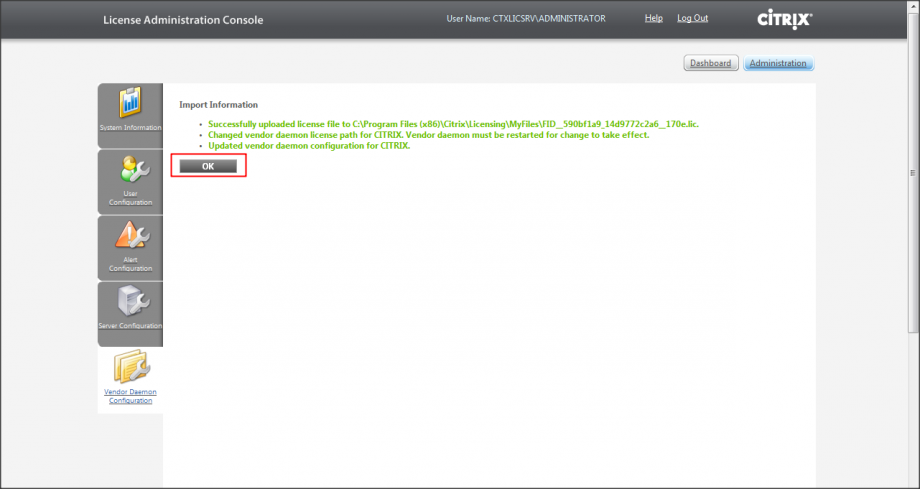 License Administration Console
User Name: CTXLICSRV\ADMINISTRATOR
Help
Log Out
CITRIX
Dashboard
Administration
System Information
User
Configuration
Alert
Configuration
Server Configuration
Vendor Daemon
Configuration
Import Information
• Successfully uploaded license file to C:\Program Files (x86)\Citrix\Licensing\MyFiles\FID__590bf1a9_14d9772c2a6__170e.lic.
• Changed vendor daemon license path for CITRIX. Vendor daemon must be restarted for change to take effect.
• Updated vendor daemon configuration for CITRIX.
OK